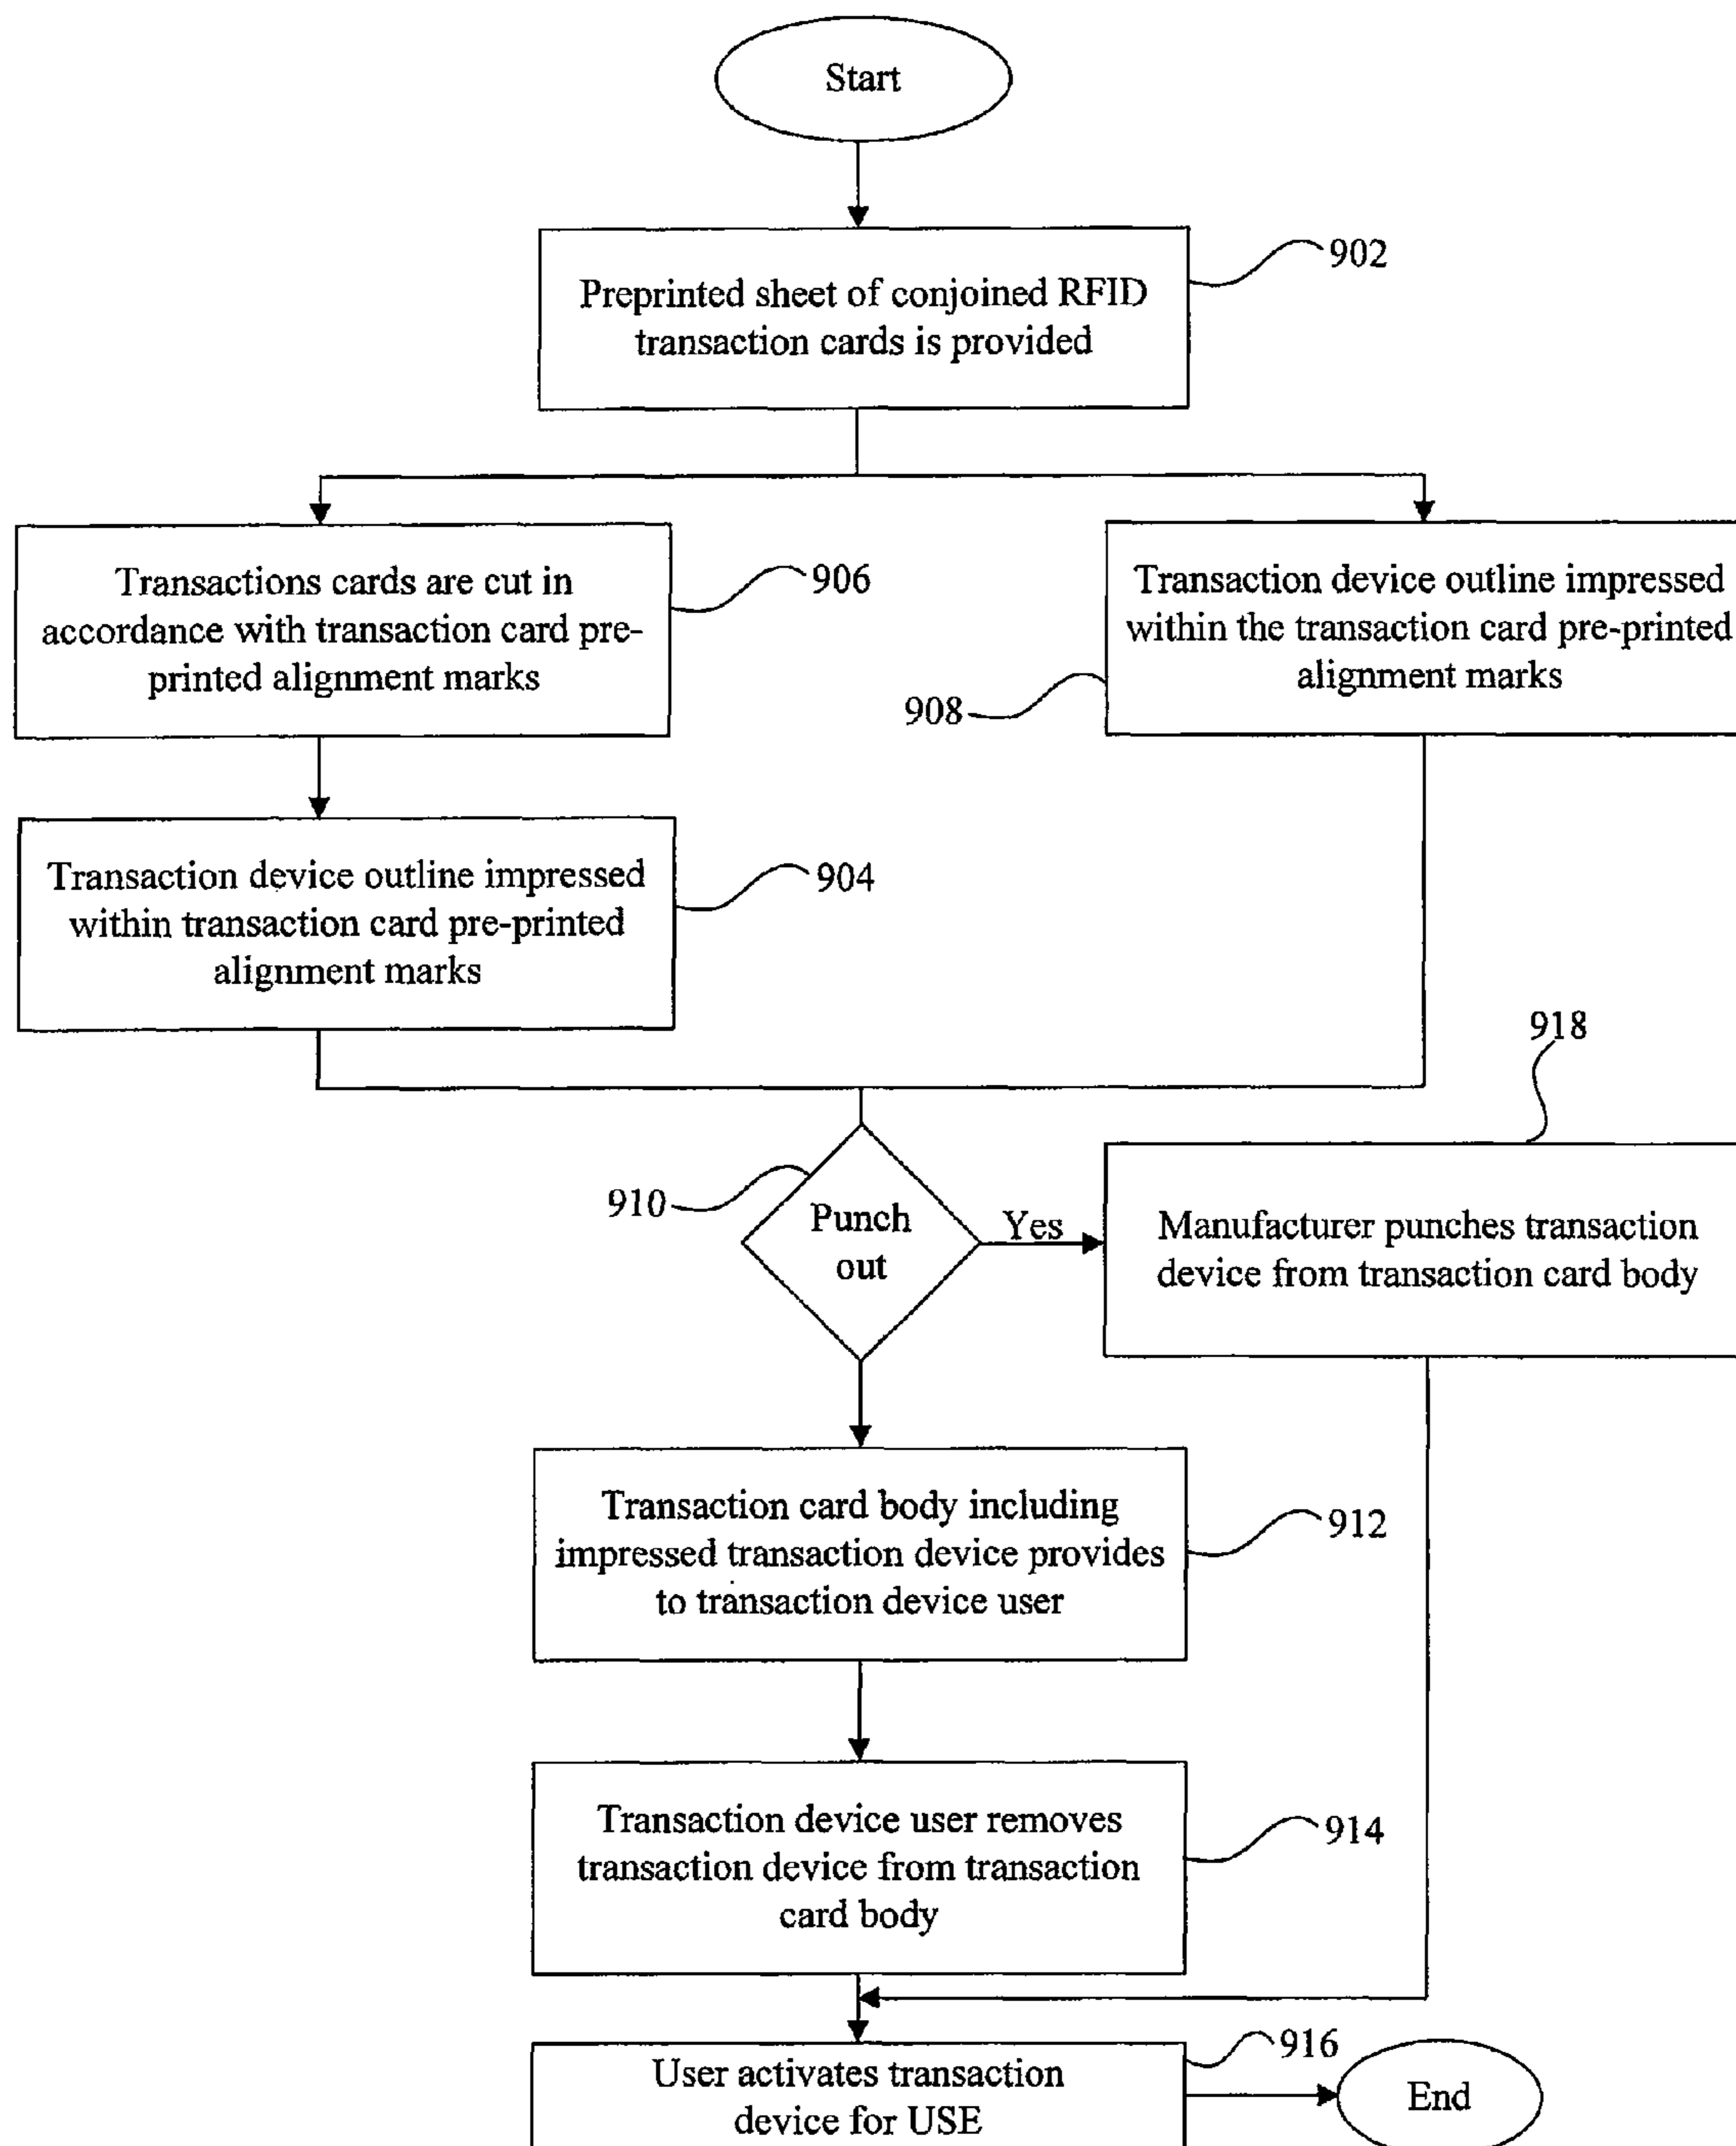 Start
902
Preprinted sheet of conjoined RFID
transaction cards is provided
Transactions cards are cut in
accordance with transaction card pre-
printed alignment marks
906
Transaction device outline impressed
within the transaction card pre-printed
alignment marks
908
Transaction device outline impressed
within transaction card pre-printed
alignment marks
904
918
910
Punch
out
Yes
Manufacturer punches transaction
device from transaction card body
Transaction card body including
impressed transaction device provides
to transaction device user
912
Transaction device user removes
transaction device from transaction
card body
914
User activates transaction
device for USE
916
End